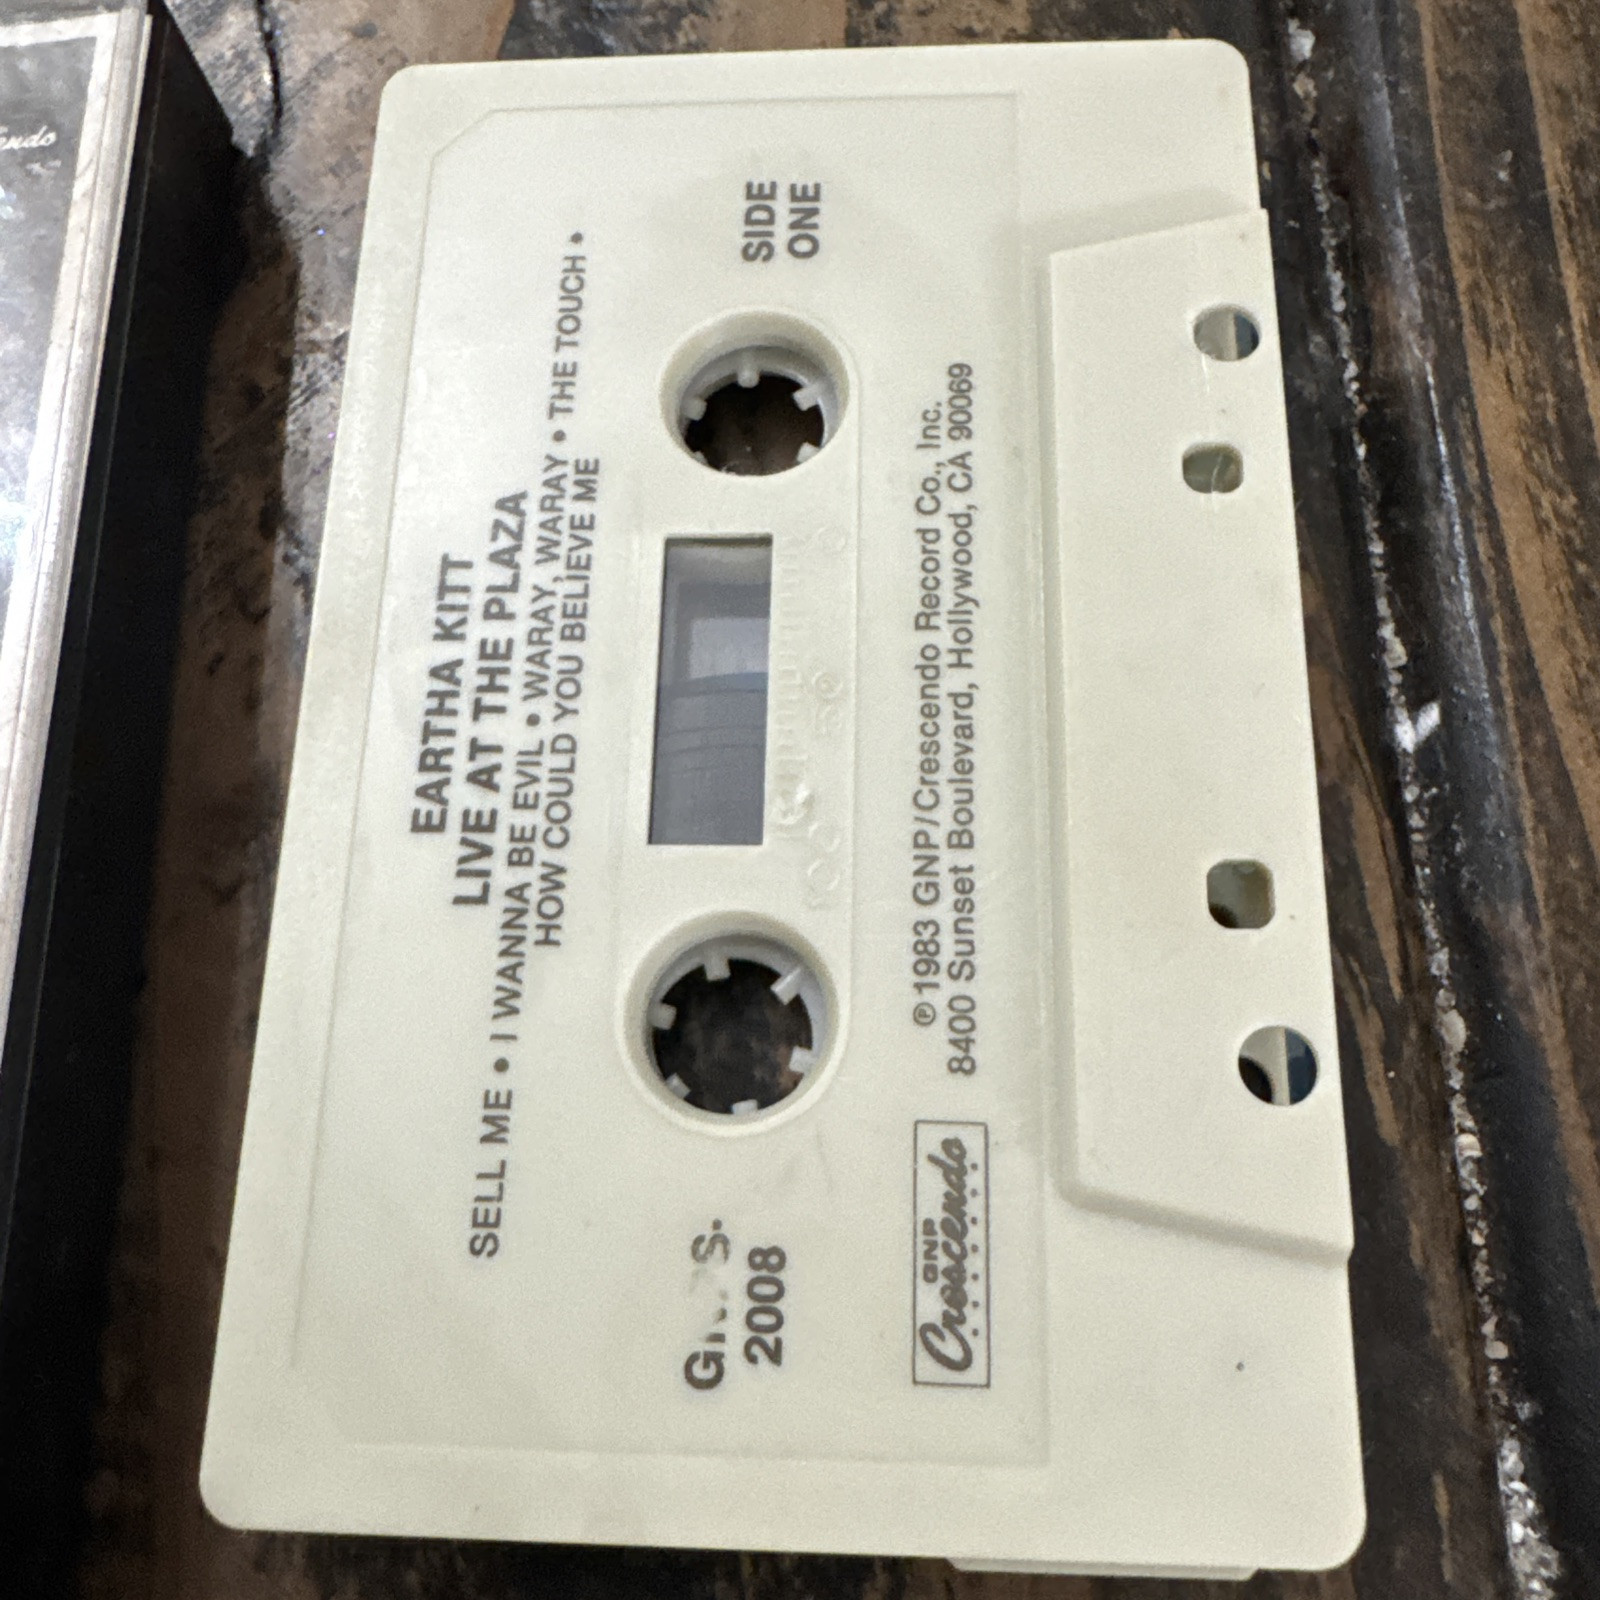 EARTHA KITT
LIVE AT THE PLAZA
SELL ME • I WANNA BE EVIL • WARAY, WARAY • THE TOUCH •
HOW COULD YOU BELIEVE ME
SIDE
ONE
2008
℗ 1983 GNP/Crescendo Record Co., Inc.
8400 Sunset Boulevard, Hollywood, CA 90069
GNP
Crescendo